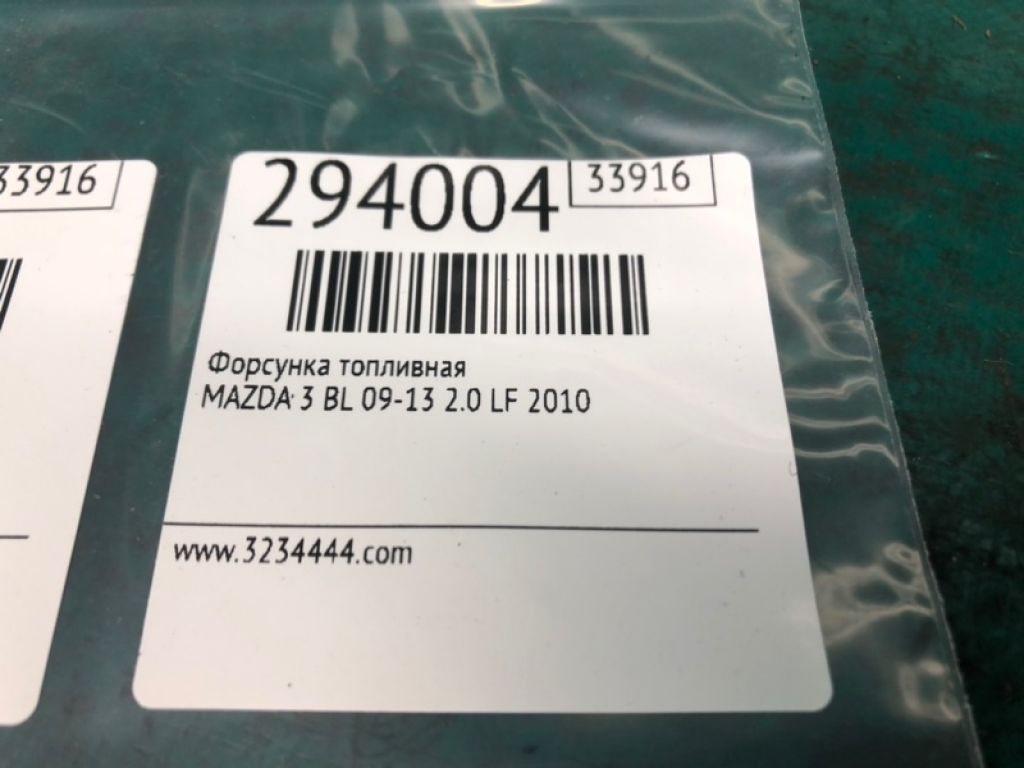 33916
294004
33916
Форсунка топливная
MAZDA 3 BL 09-13 2.0 LF 2010
www.3234444.com